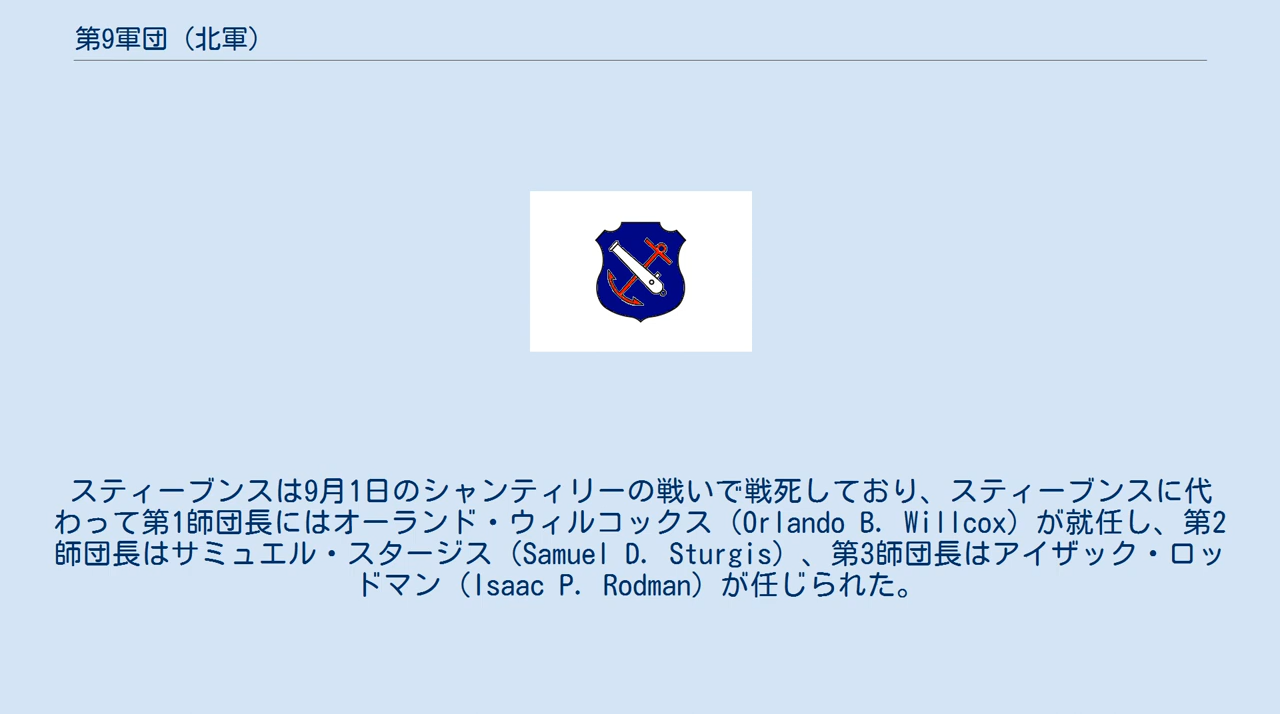 第9軍団（北軍）
スティーブンスは9月1日のシャンティリーの戦いで戦死しており、スティーブンスに代
わって第1師団長にはオーランド・ウィルコックス（Orlando B. Willcox）が就任し、第2
師団長はサミュエル・スタージス（Samuel D. Sturgis）、第3師団長はアイザック・ロッ
ドマン（Isaac P. Rodman）が任じられた。